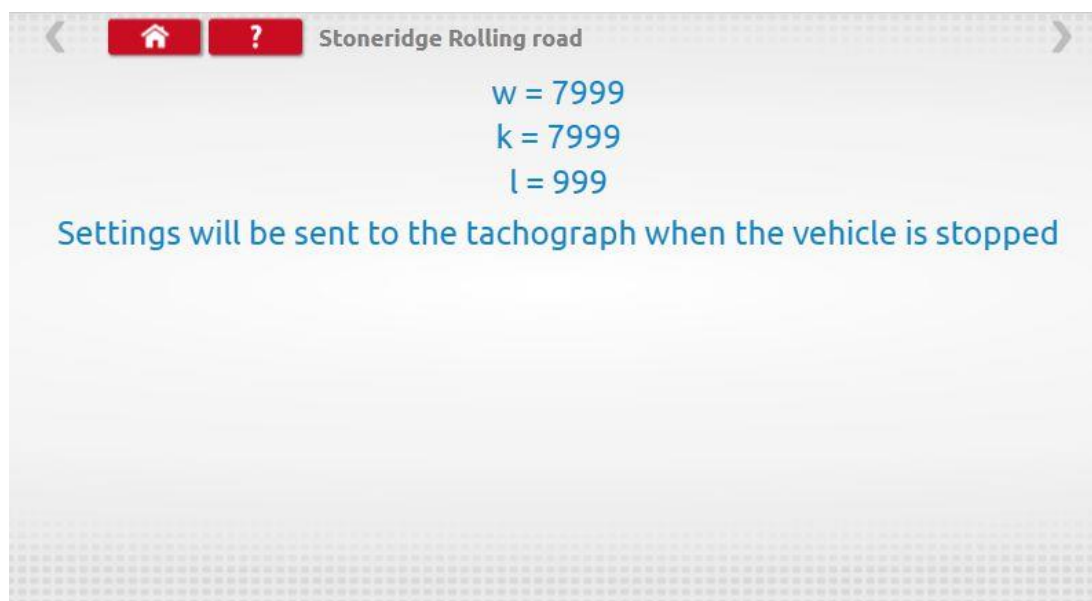 ? Stoneridge Rolling road
w = 7999
k = 7999
l = 999
Settings will be sent to the tachograph when the vehicle is stopped